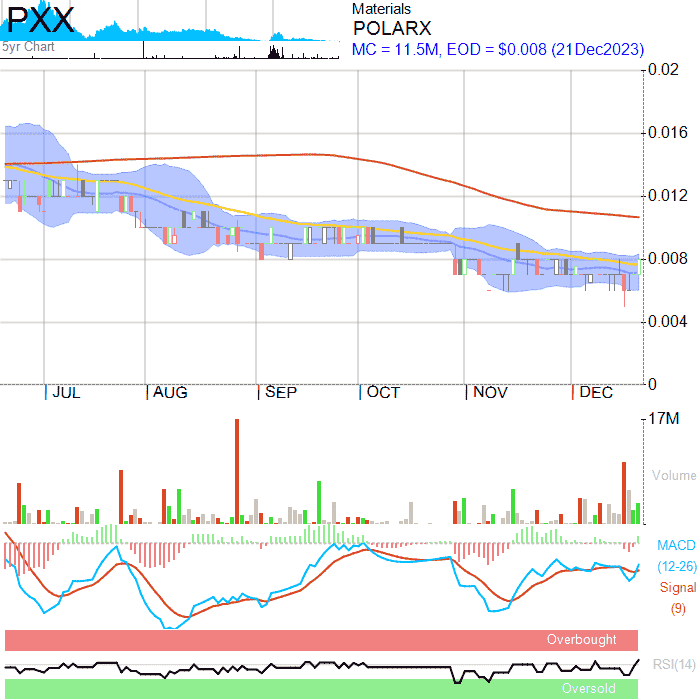 PXX
5yr Chart
Materials
POLARX
MC = 11.5M, EOD = $0.008 (21Dec2023)
0.02
0.016
0.012
0.008
0.004
0
JUL
AUG
SEP
OCT
NOV
DEC
17M
Volume
MACD
(12-26)
Signal
(9)
Overbought
RSI(14)
Oversold